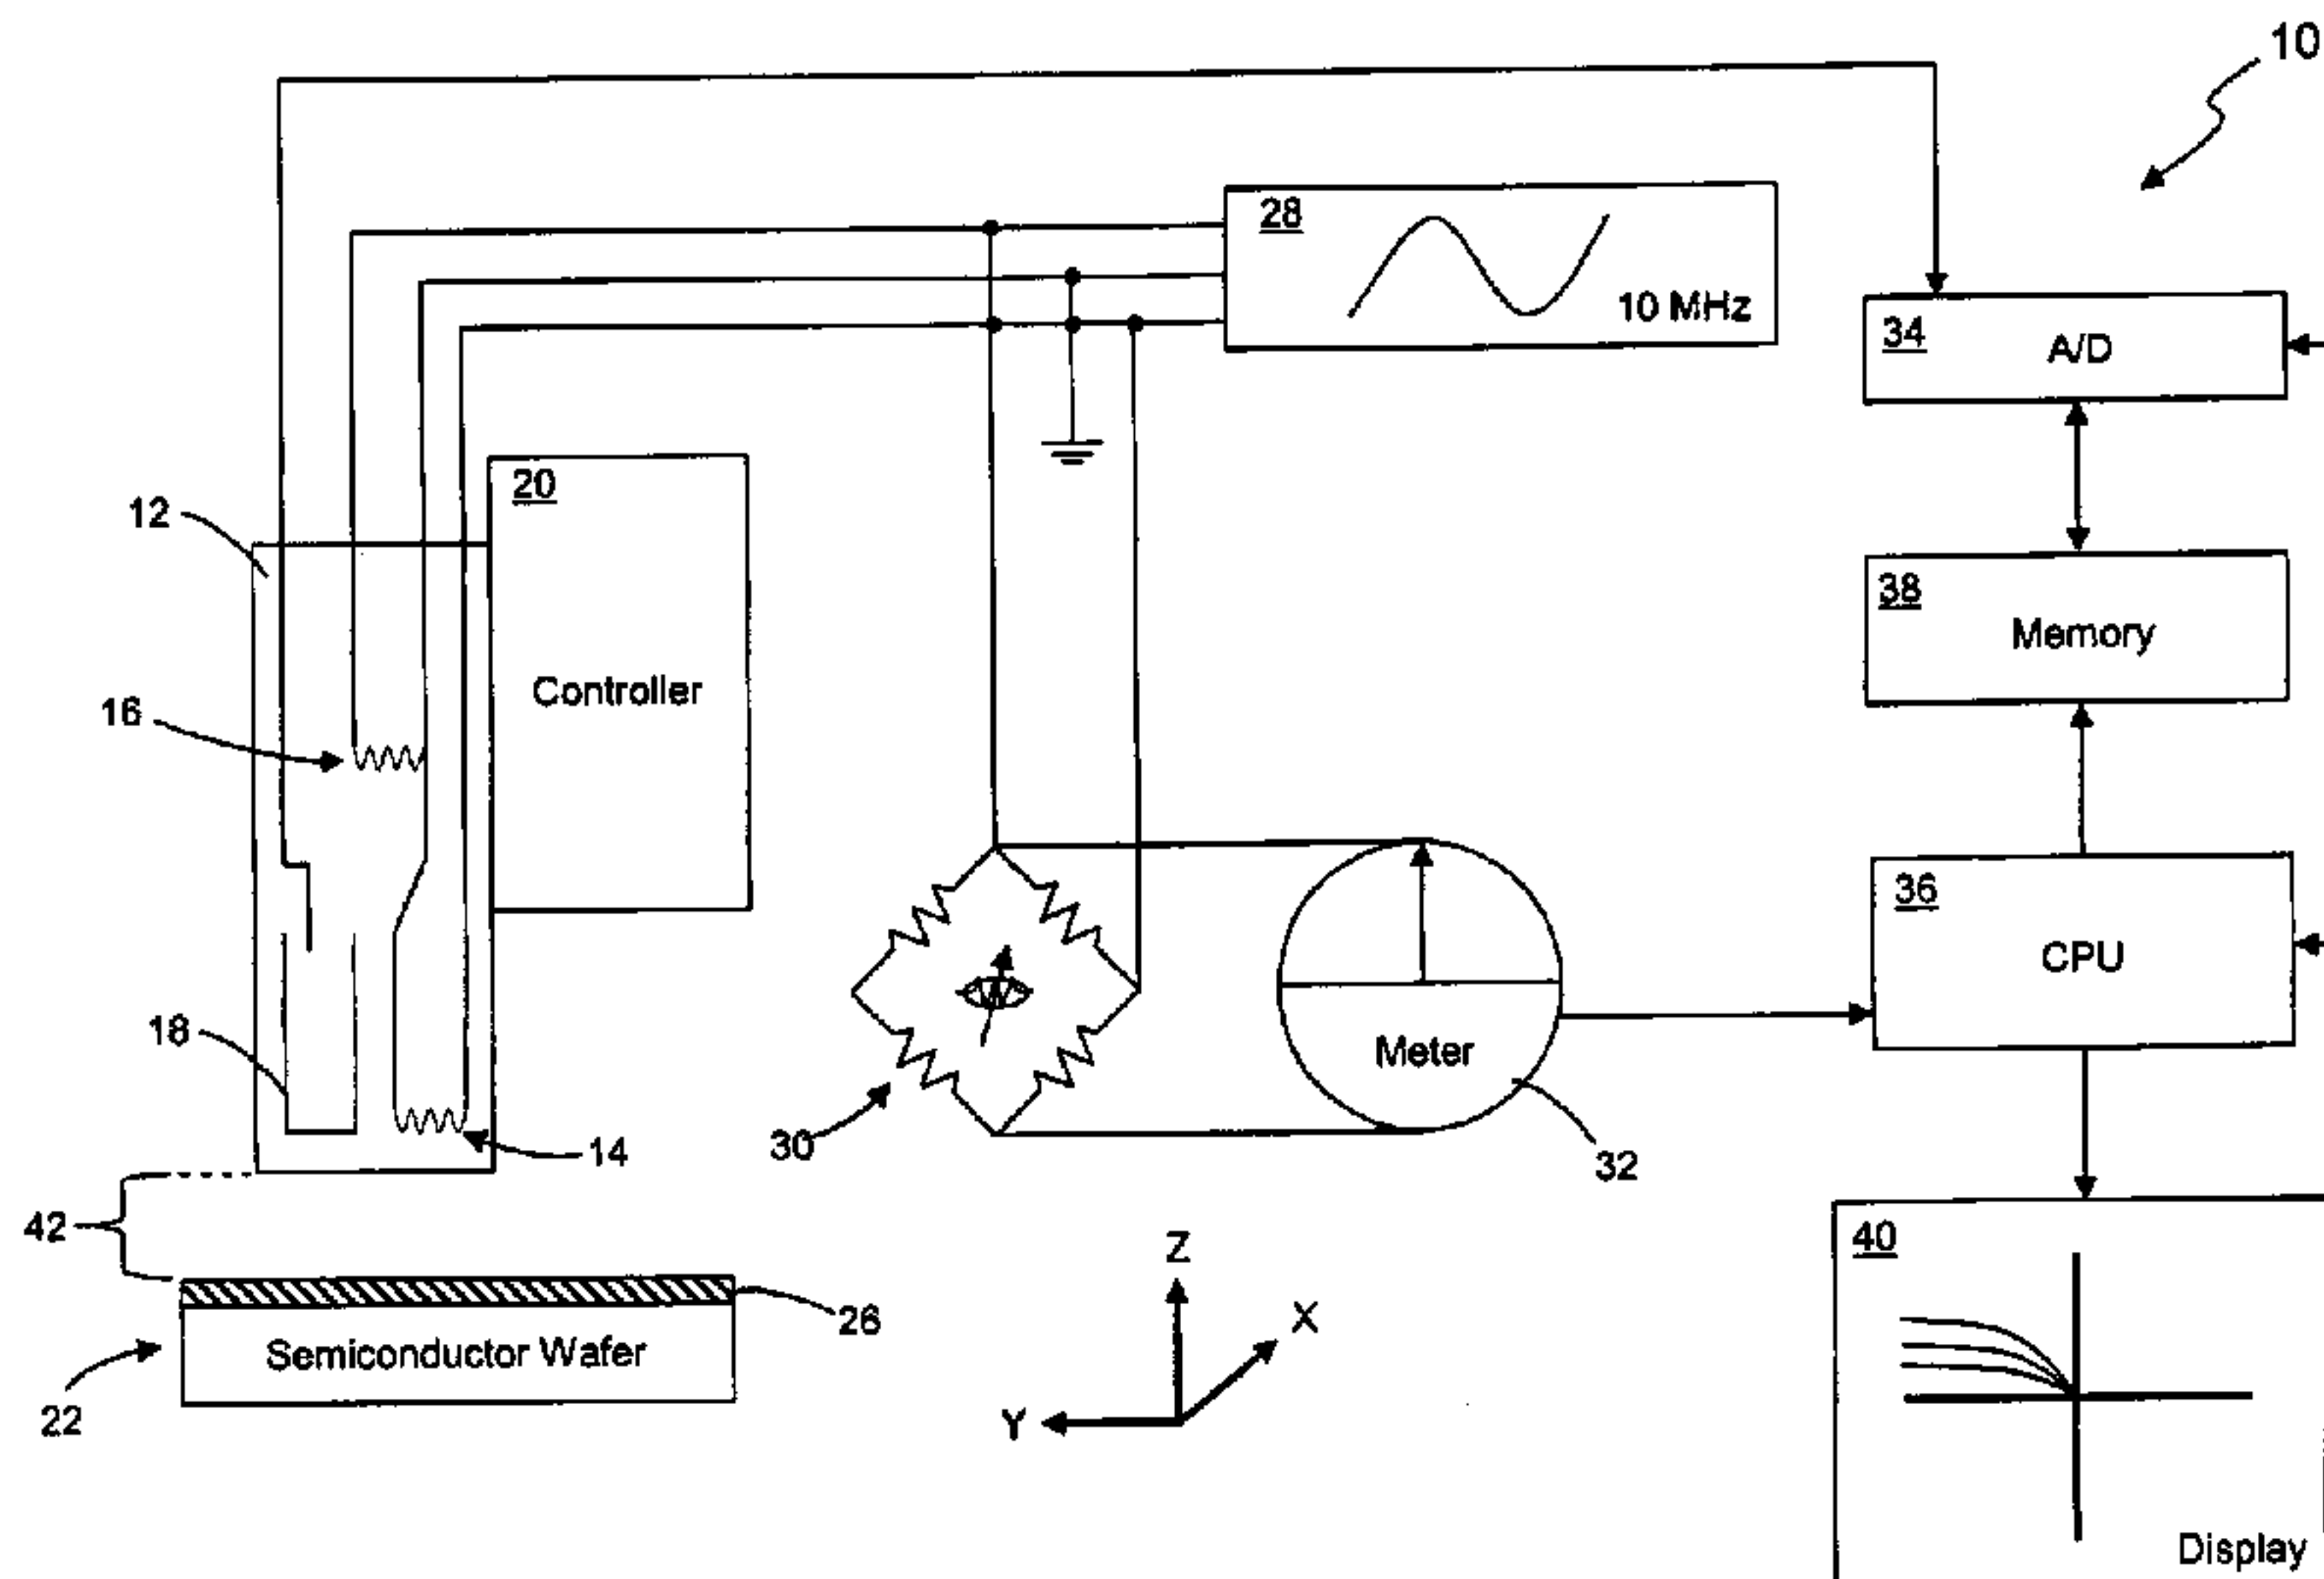 10
28
10 MHz
34
A/D
20
12
38
Memory
Controller
16
36
CPU
18
Meter
30
14
32
42
40
Z
X
26
Semiconductor Wafer
22
Y
Display